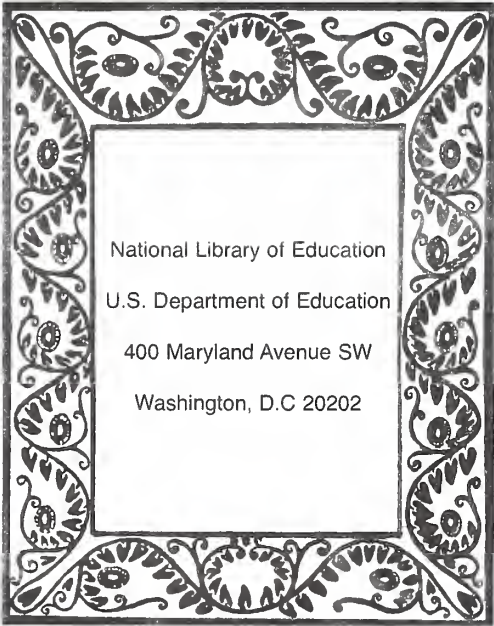 National Library of Education
U.S. Department of Education
400 Maryland Avenue SW
Washington, D.C 20202